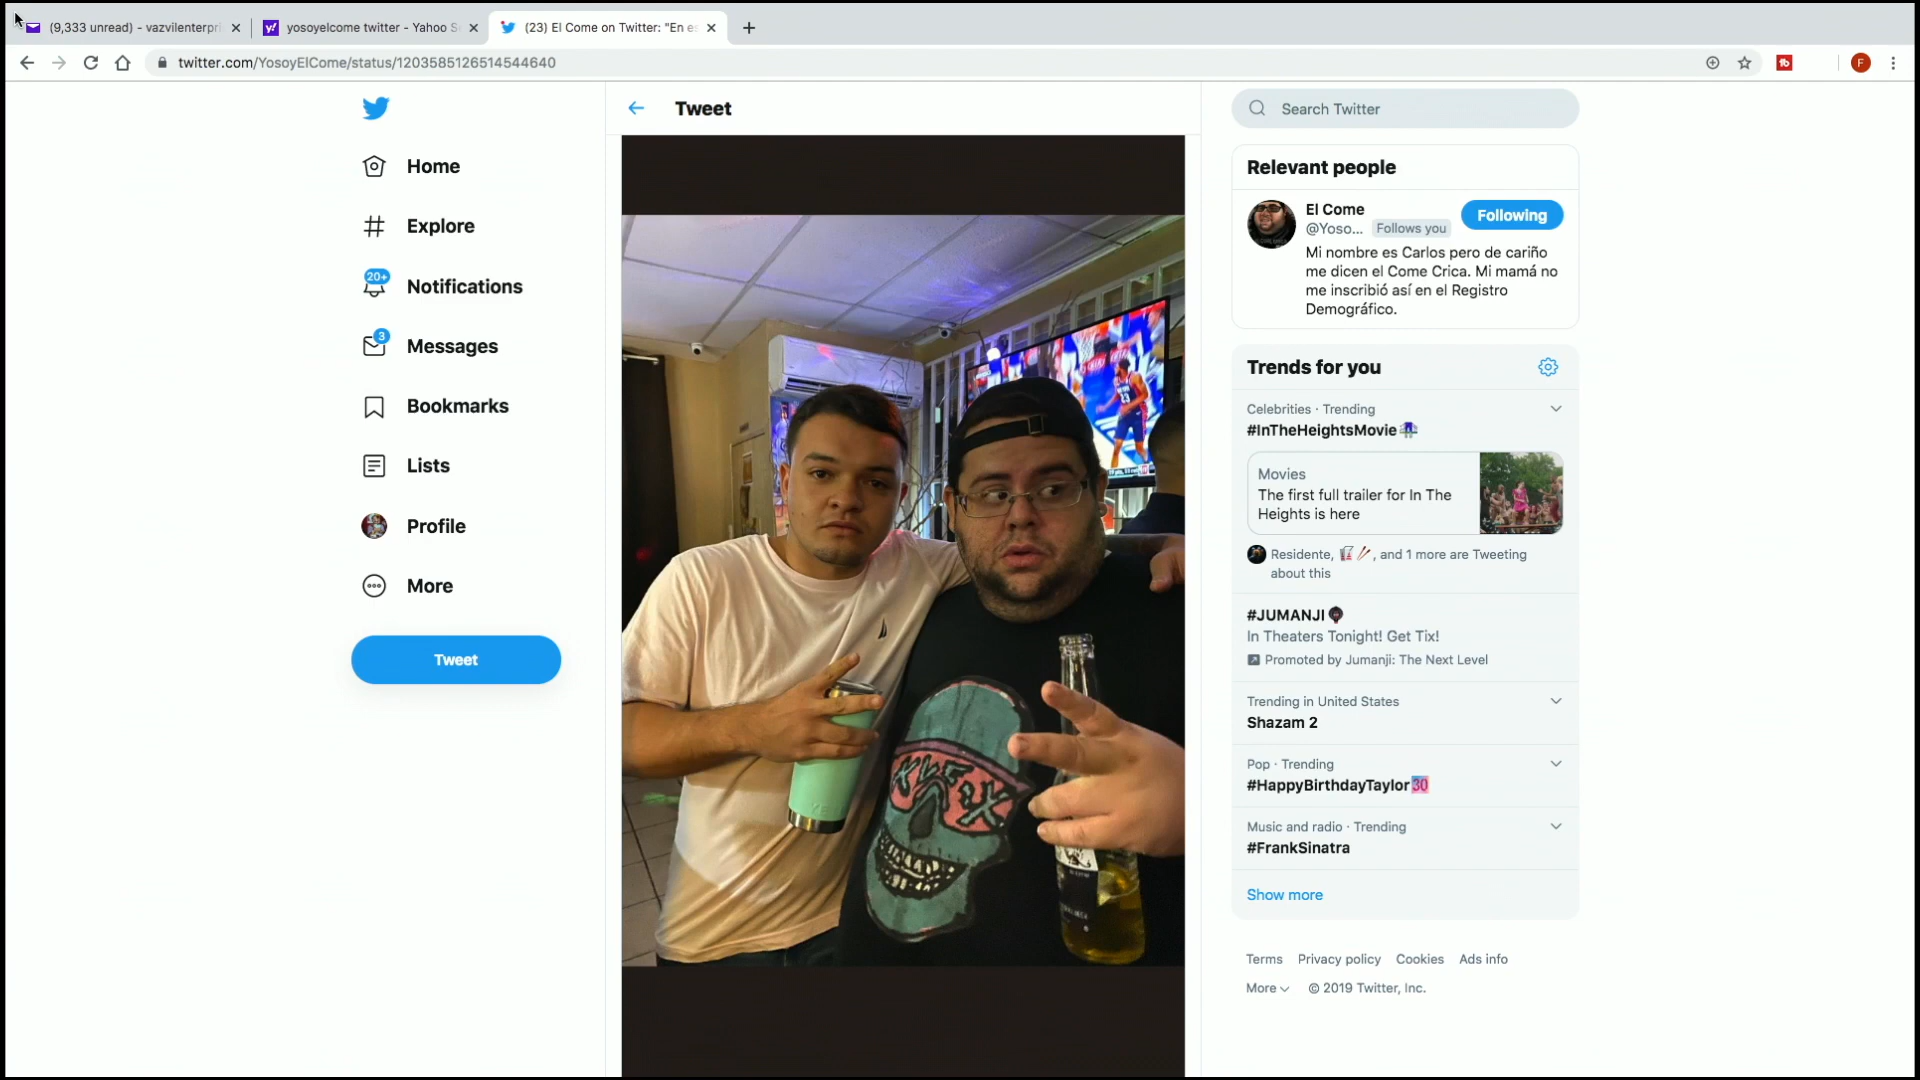 (9,333 unread) - vazvilenterpri
yosoyelcome twitter - Yahoo S
(23) El Come on Twitter: "En es
twitter.com/YosoyElCome/status/1203585126514544640
F
Home
Explore
20+
Notifications
3
Messages
Bookmarks
Lists
Profile
More
Tweet
Tweet
YETI
23
Search Twitter
Relevant people
El Come
@Yoso... Follows you
Following
Mi nombre es Carlos pero de cariño
me dicen el Come Crica. Mi mamá no
me inscribió así en el Registro
Demográfico.
Trends for you
Celebrities · Trending
#InTheHeightsMovie
Movies
The first full trailer for In The
Heights is here
Residente, 🥡🥢, and 1 more are Tweeting
about this
#JUMANJI
In Theaters Tonight! Get Tix!
Promoted by Jumanji: The Next Level
Trending in United States
Shazam 2
Pop · Trending
#HappyBirthdayTaylor 30
Music and radio · Trending
#FrankSinatra
Show more
Terms Privacy policy Cookies Ads info
More © 2019 Twitter, Inc.